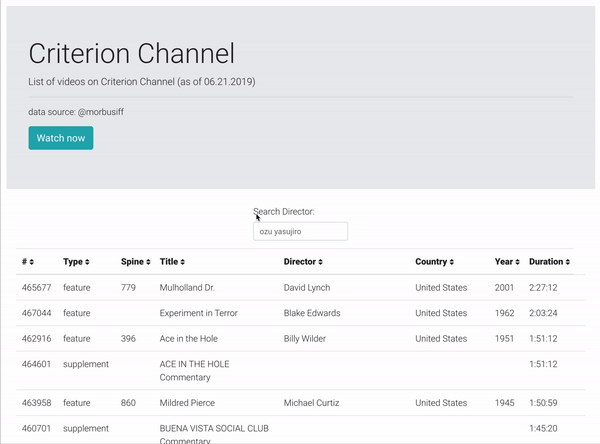 Criterion Channel
List of videos on Criterion Channel (as of 06.21.2019)
data source: @morbusiff
Watch now
Search Director:
ozu yasujiro
# Type Spine Title Director Country Year Duration
465677 feature 779 Mulholland Dr. David Lynch United States 2001 2:27:12
467044 feature Experiment in Terror Blake Edwards United States 1962 2:03:24
462916 feature 396 Ace in the Hole Billy Wilder United States 1951 1:51:12
464601 supplement ACE IN THE HOLE 1:51:12
Commentary
463958 feature 860 Mildred Pierce Michael Curtiz United States 1945 1:50:59
460701 supplement BUENA VISTA SOCIAL CLUB 1:45:20
Commentary